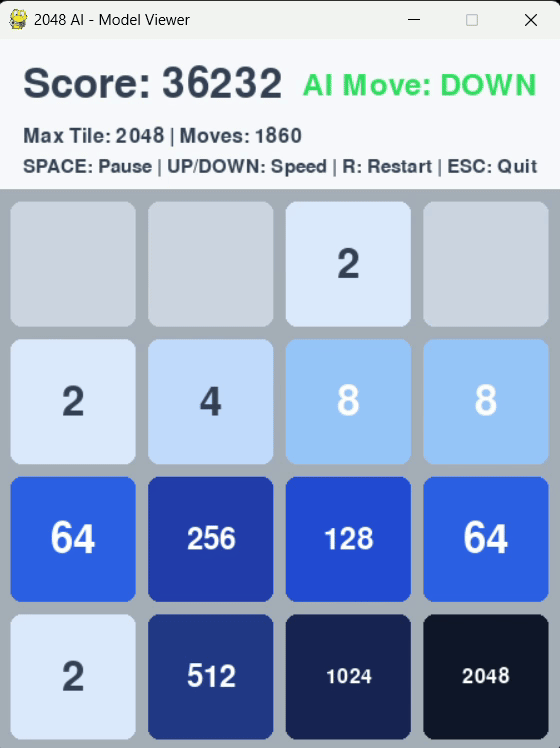 2048 AI - Model Viewer
Score: 36232 AI Move: DOWN
Max Tile: 2048 | Moves: 1860
SPACE: Pause | UP/DOWN: Speed | R: Restart | ESC: Quit
2
2 4 8 8
64 256 128 64
2 512 1024 2048